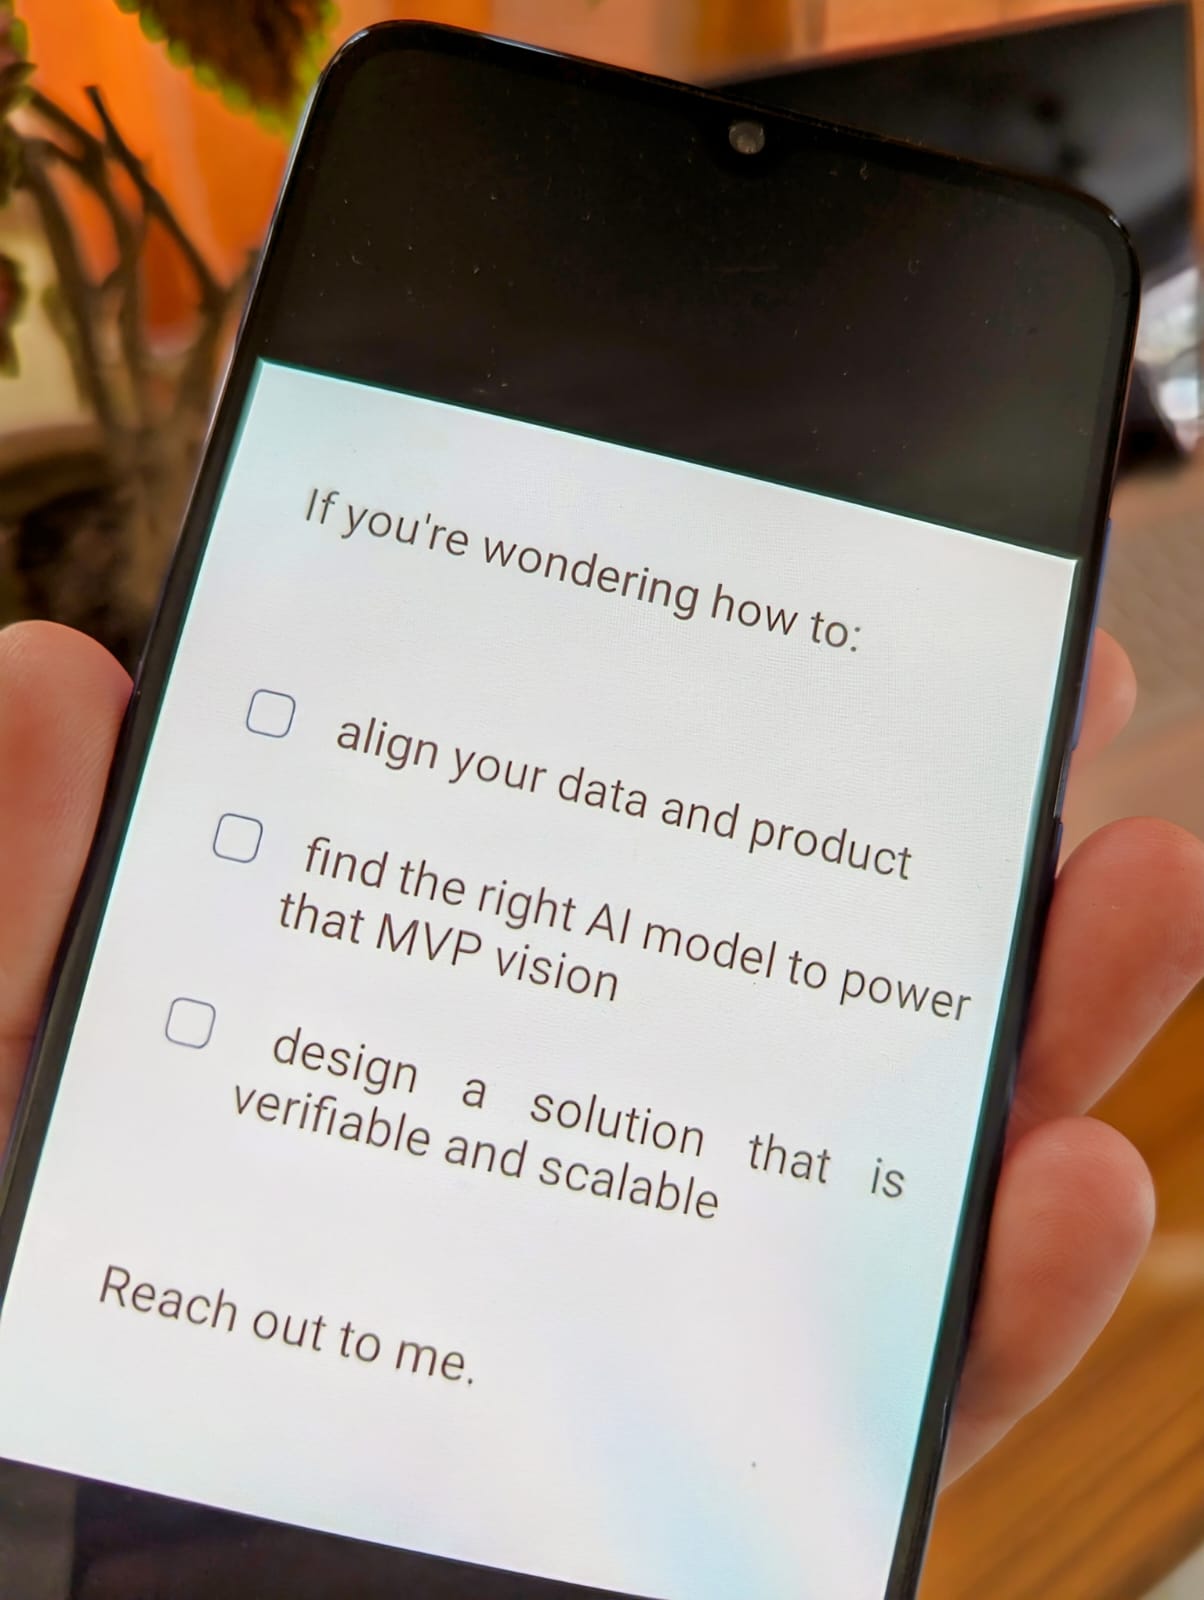 If you're wondering how to:
align your data and product
find the right AI model to power
that MVP vision
design a solution that is
verifiable and scalable
Reach out to me.